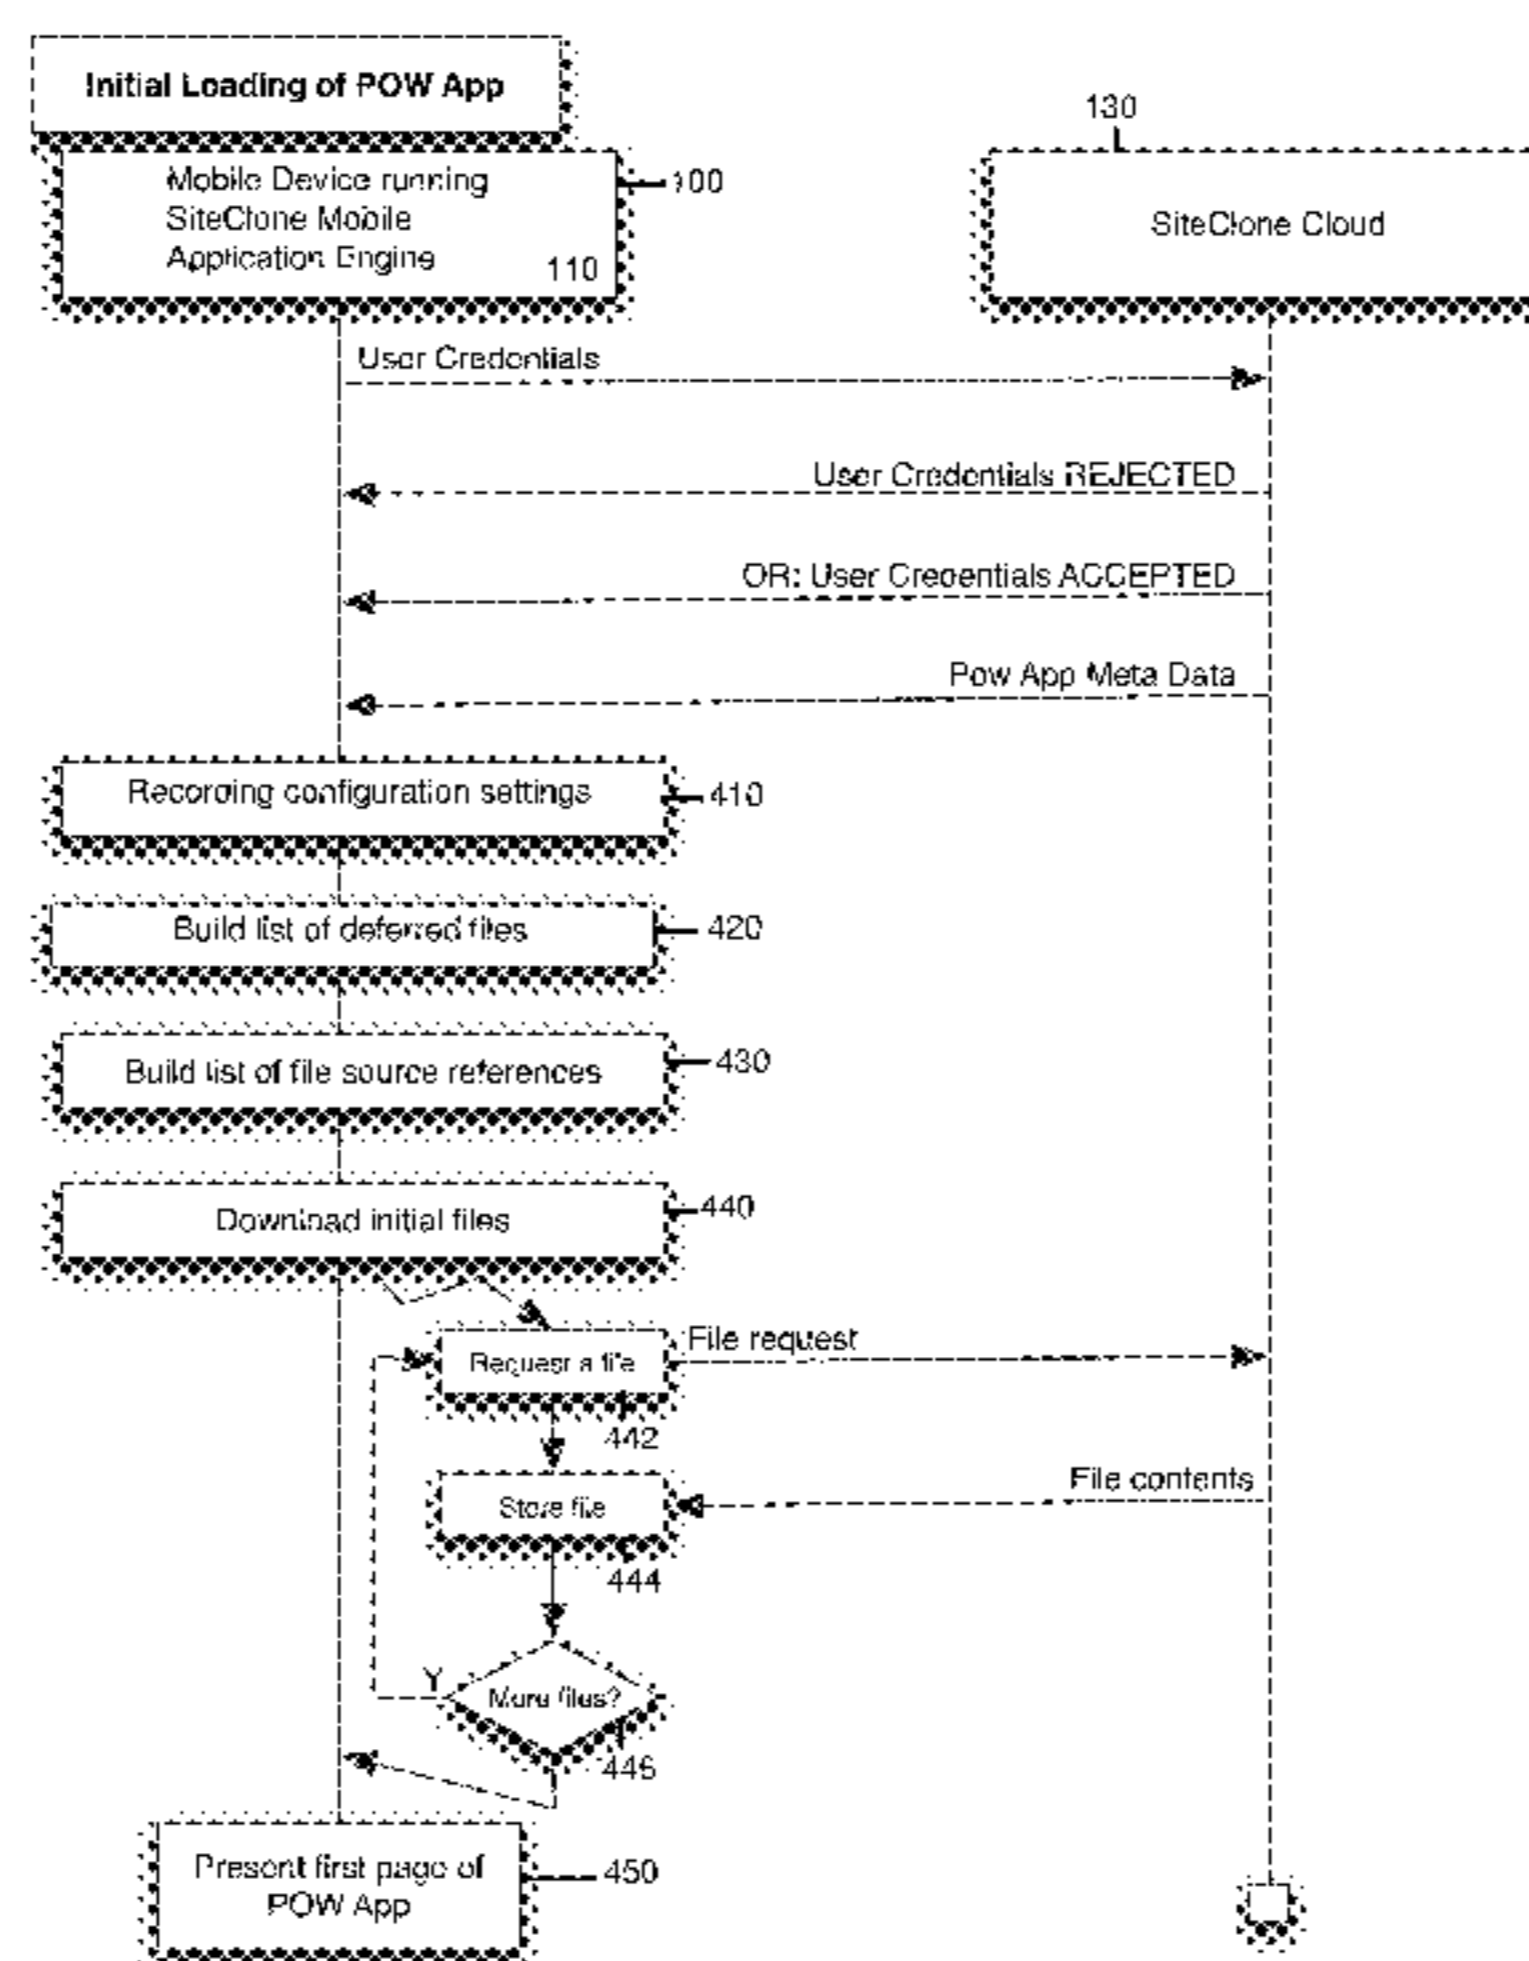 Initial Loading of POW App
130
Mobile Device running
SiteClone Mobile
Application Engine
110
100
SiteClone Cloud
User Credentials
User Credentials REJECTED
OR: User Credentials ACCEPTED
Pow App Meta Data
Recording configuration settings
410
Build list of deferred files
420
Build list of file source references
430
Download initial files
440
Request a file
File request
442
Store file
File contents
444
Y
More files?
446
Present first page of
POW App
450